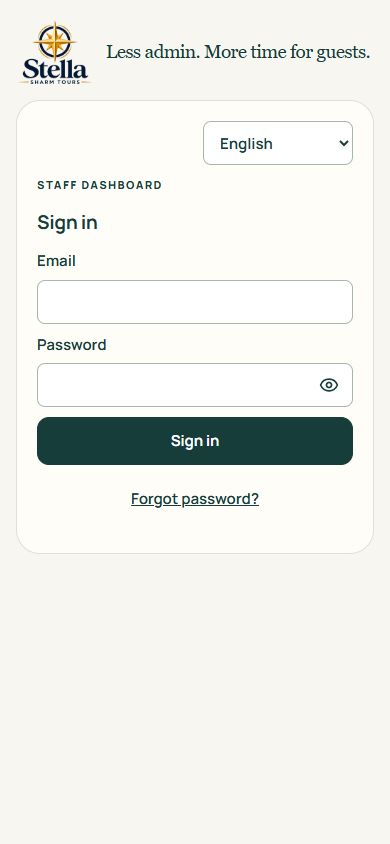 Stella
SHARM TOURS
Less admin. More time for guests.
English
STAFF DASHBOARD
Sign in
Email
Password
Sign in
Forgot password?